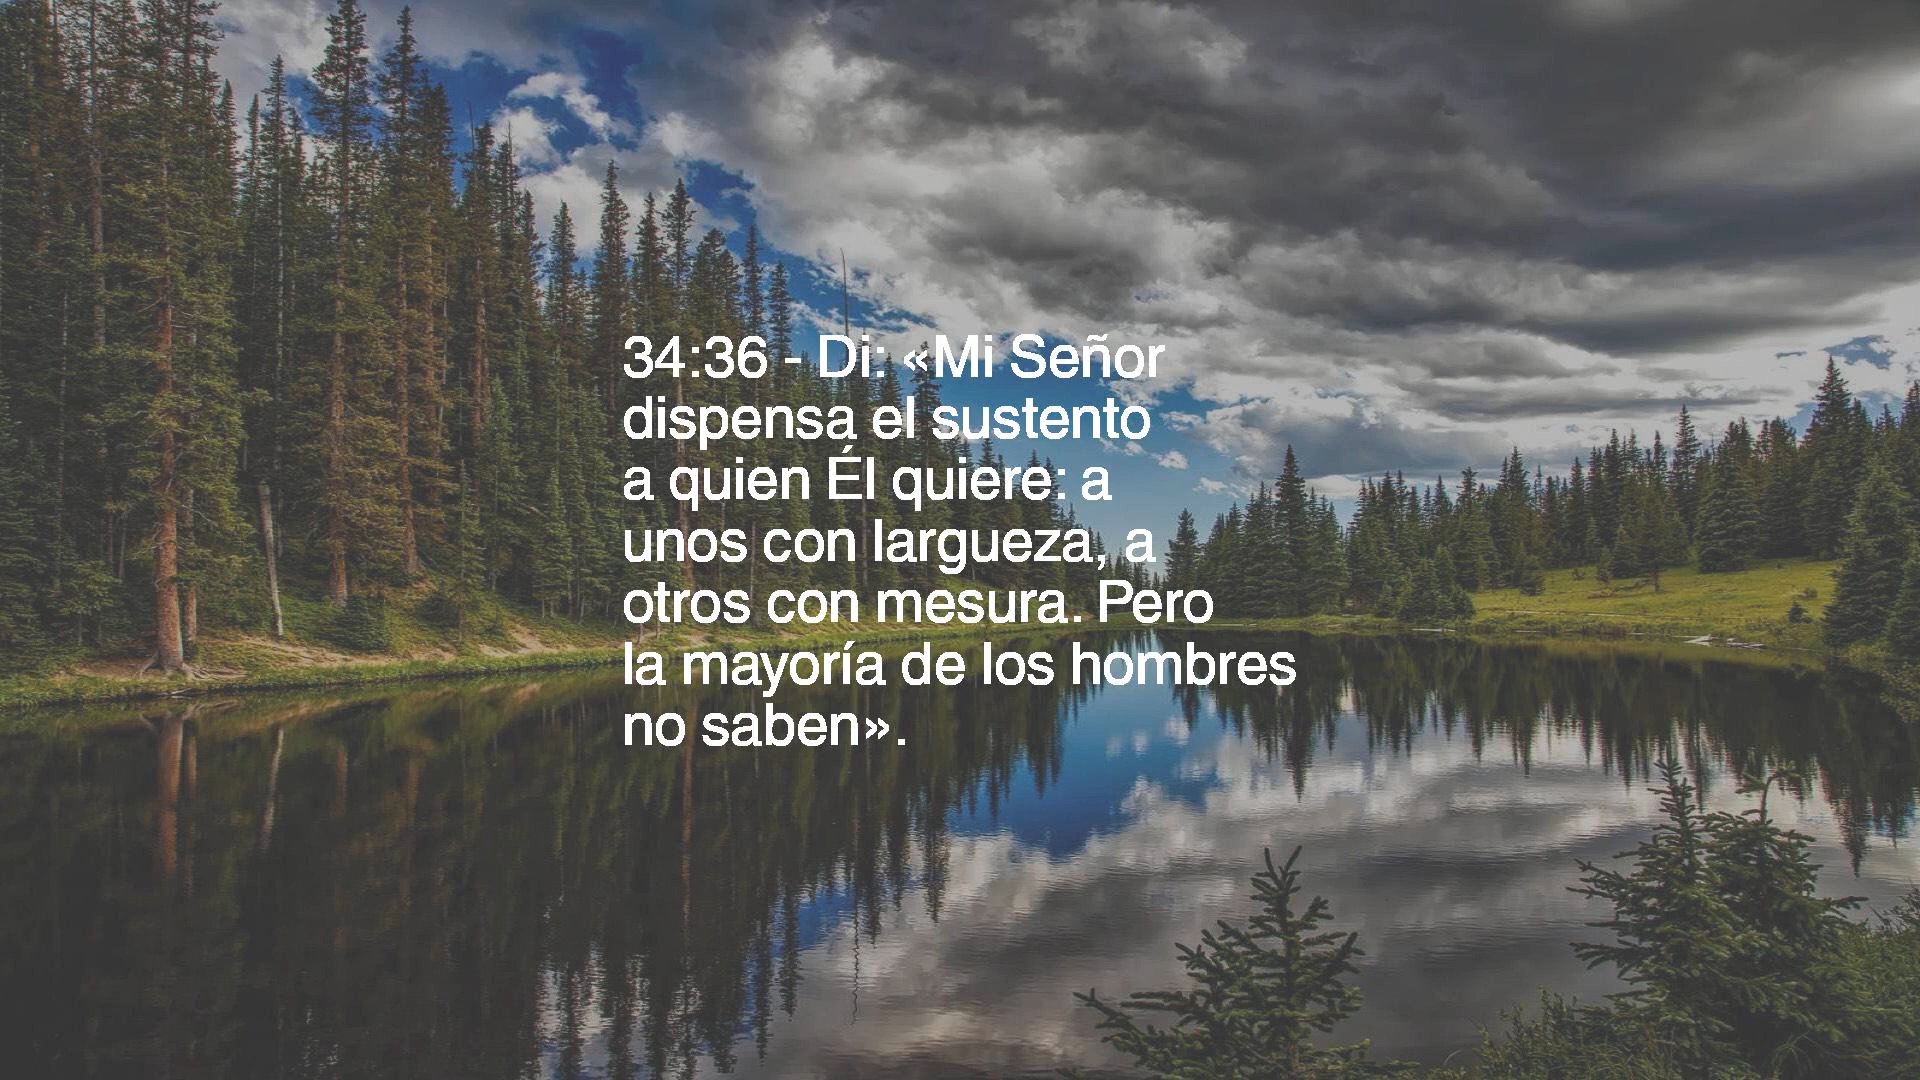 34:36 - Di: «Mi Señor
dispensa el sustento
a quien Él quiere: a
unos con largueza, a
otros con mesura. Pero
la mayoría de los hombres
no saben».